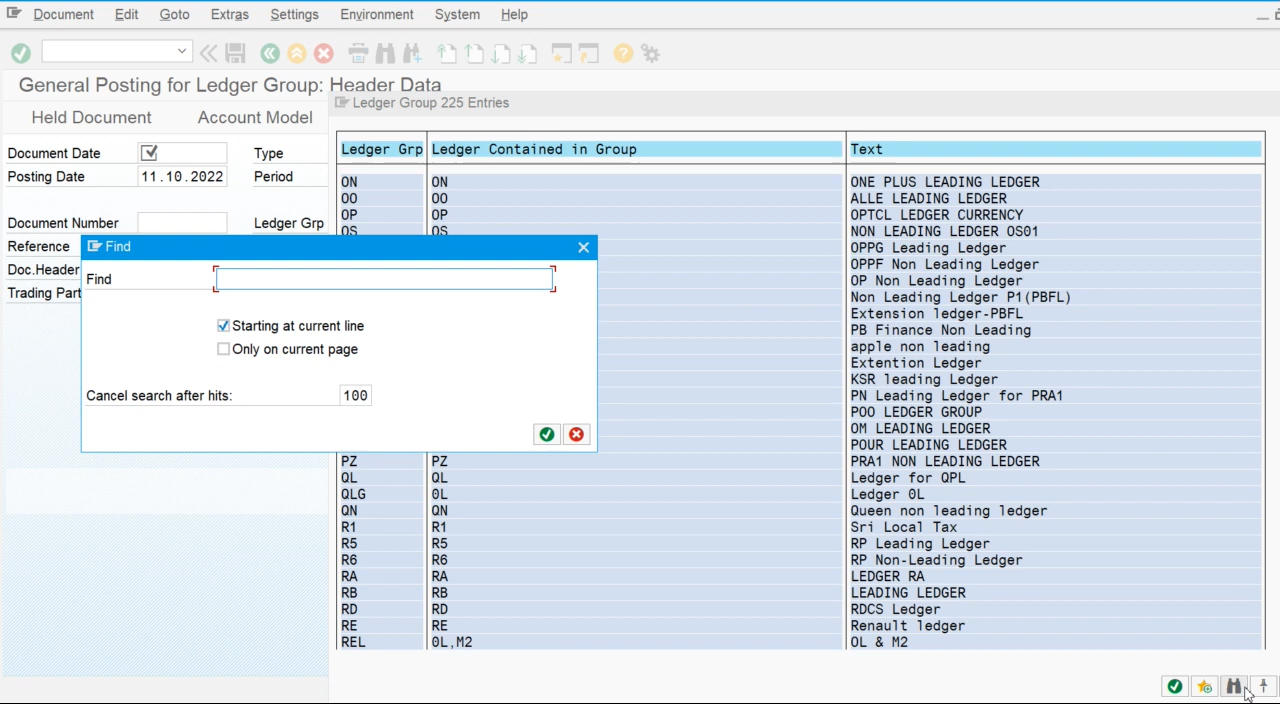 Document Edit Goto Extras Settings Environment System Help
General Posting for Ledger Group: Header Data
Held Document Account Model
Ledger Group 225 Entries
Document Date Type
Posting Date 11.10.2022 Period
Document Number Ledger Grp
Reference
Doc.Header
Trading Part
Find
Find
Starting at current line
Only on current page
Cancel search after hits: 100
Ledger Grp Ledger Contained in Group Text
ON ON ONE PLUS LEADING LEDGER
OO OO ALLE LEADING LEDGER
OP OP OPTCL LEDGER CURRENCY
OS OS NON LEADING LEDGER OS01
OPPG Leading Ledger
OPPF Non Leading Ledger
OP Non Leading Ledger
Non Leading Ledger P1(PBFL)
Extension ledger-PBFL
PB Finance Non Leading
apple non leading
Extention Ledger
KSR leading Ledger
PN Leading Ledger for PRA1
POO LEDGER GROUP
OM LEADING LEDGER
POUR LEADING LEDGER
PZ PZ PRA1 NON LEADING LEDGER
QL QL Ledger for QPL
QLG 0L Ledger 0L
QN QN Queen non leading ledger
R1 R1 Sri Local Tax
R5 R5 RP Leading Ledger
R6 R6 RP Non-Leading Ledger
RA RA LEDGER RA
RB RB LEADING LEDGER
RD RD RDCS Ledger
RE RE Renault ledger
REL 0L,M2 OL & M2